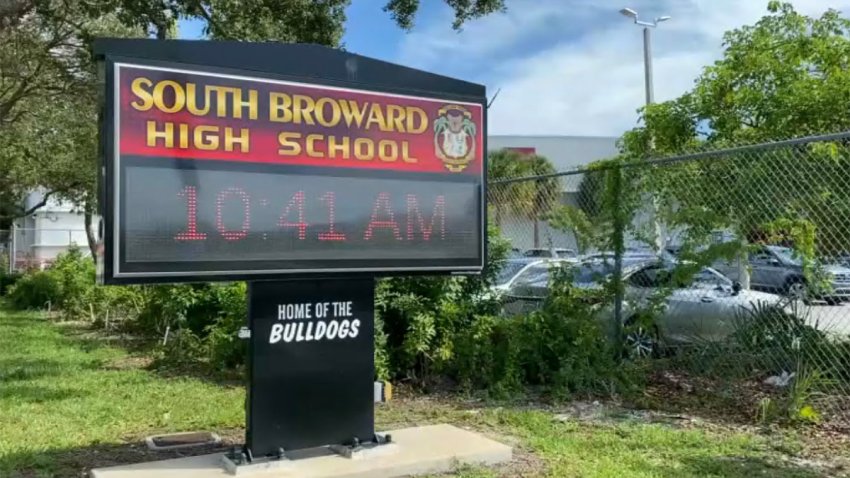 SOUTH BROWARD
HIGH SCHOOL
10:41 AM
HOME OF THE
BULLDOGS